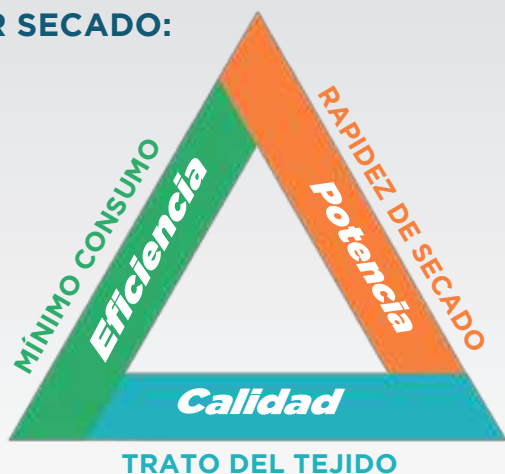 R SECADO:
MÍNIMO CONSUMO
Eficiencia
RAPIDEZ DE SECADO
Potencia
Calidad
TRATO DEL TEJIDO